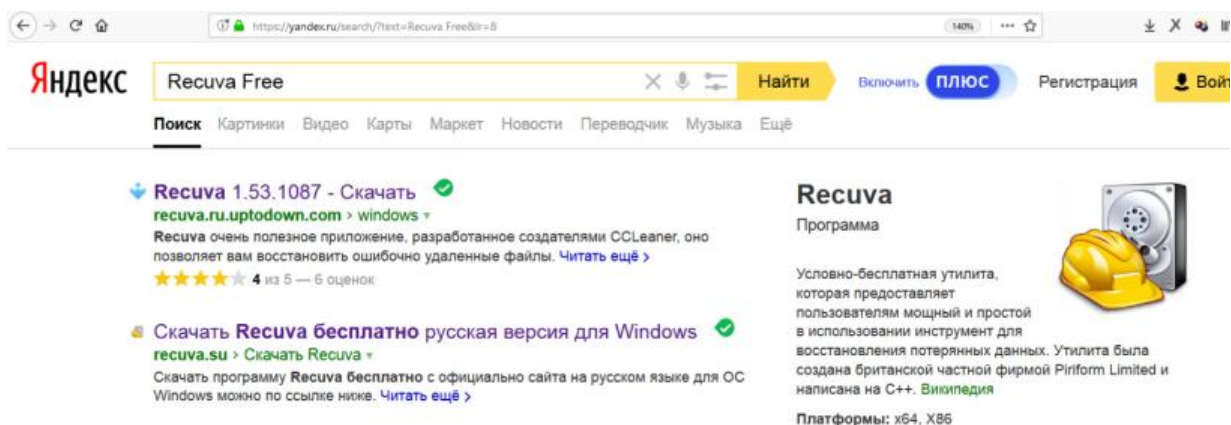 https://yandex.ru/search/?text=Recuva Free&lr=8
140%
Яндекс
Recuva Free
Найти
Включить ПЛЮС
Регистрация
Поиск Картинки Видео Карты Маркет Новости Переводчик Музыка Ещё
Recuva 1.53.1087 - Скачать
recuva.ru.uptodown.com › windows
Recuva очень полезное приложение, разработанное создателями CCLeaner, оно
позволяет вам восстановить ошибочно удаленные файлы. Читать ещё ›
4 из 5 — 6 оценок
Скачать Recuva бесплатно русская версия для Windows
recuva.su › Скачать Recuva
Скачать программу Recuva бесплатно с официально сайта на русском языке для ОС
Windows можно по ссылке ниже. Читать ещё ›
Recuva
Программа
Условно-бесплатная утилита,
которая предоставляет
пользователям мощный и простой
в использовании инструмент для
восстановления потерянных данных. Утилита была
создана британской частной фирмой Piriform Limited и
написана на C++. Википедия
Платформы: x64, X86